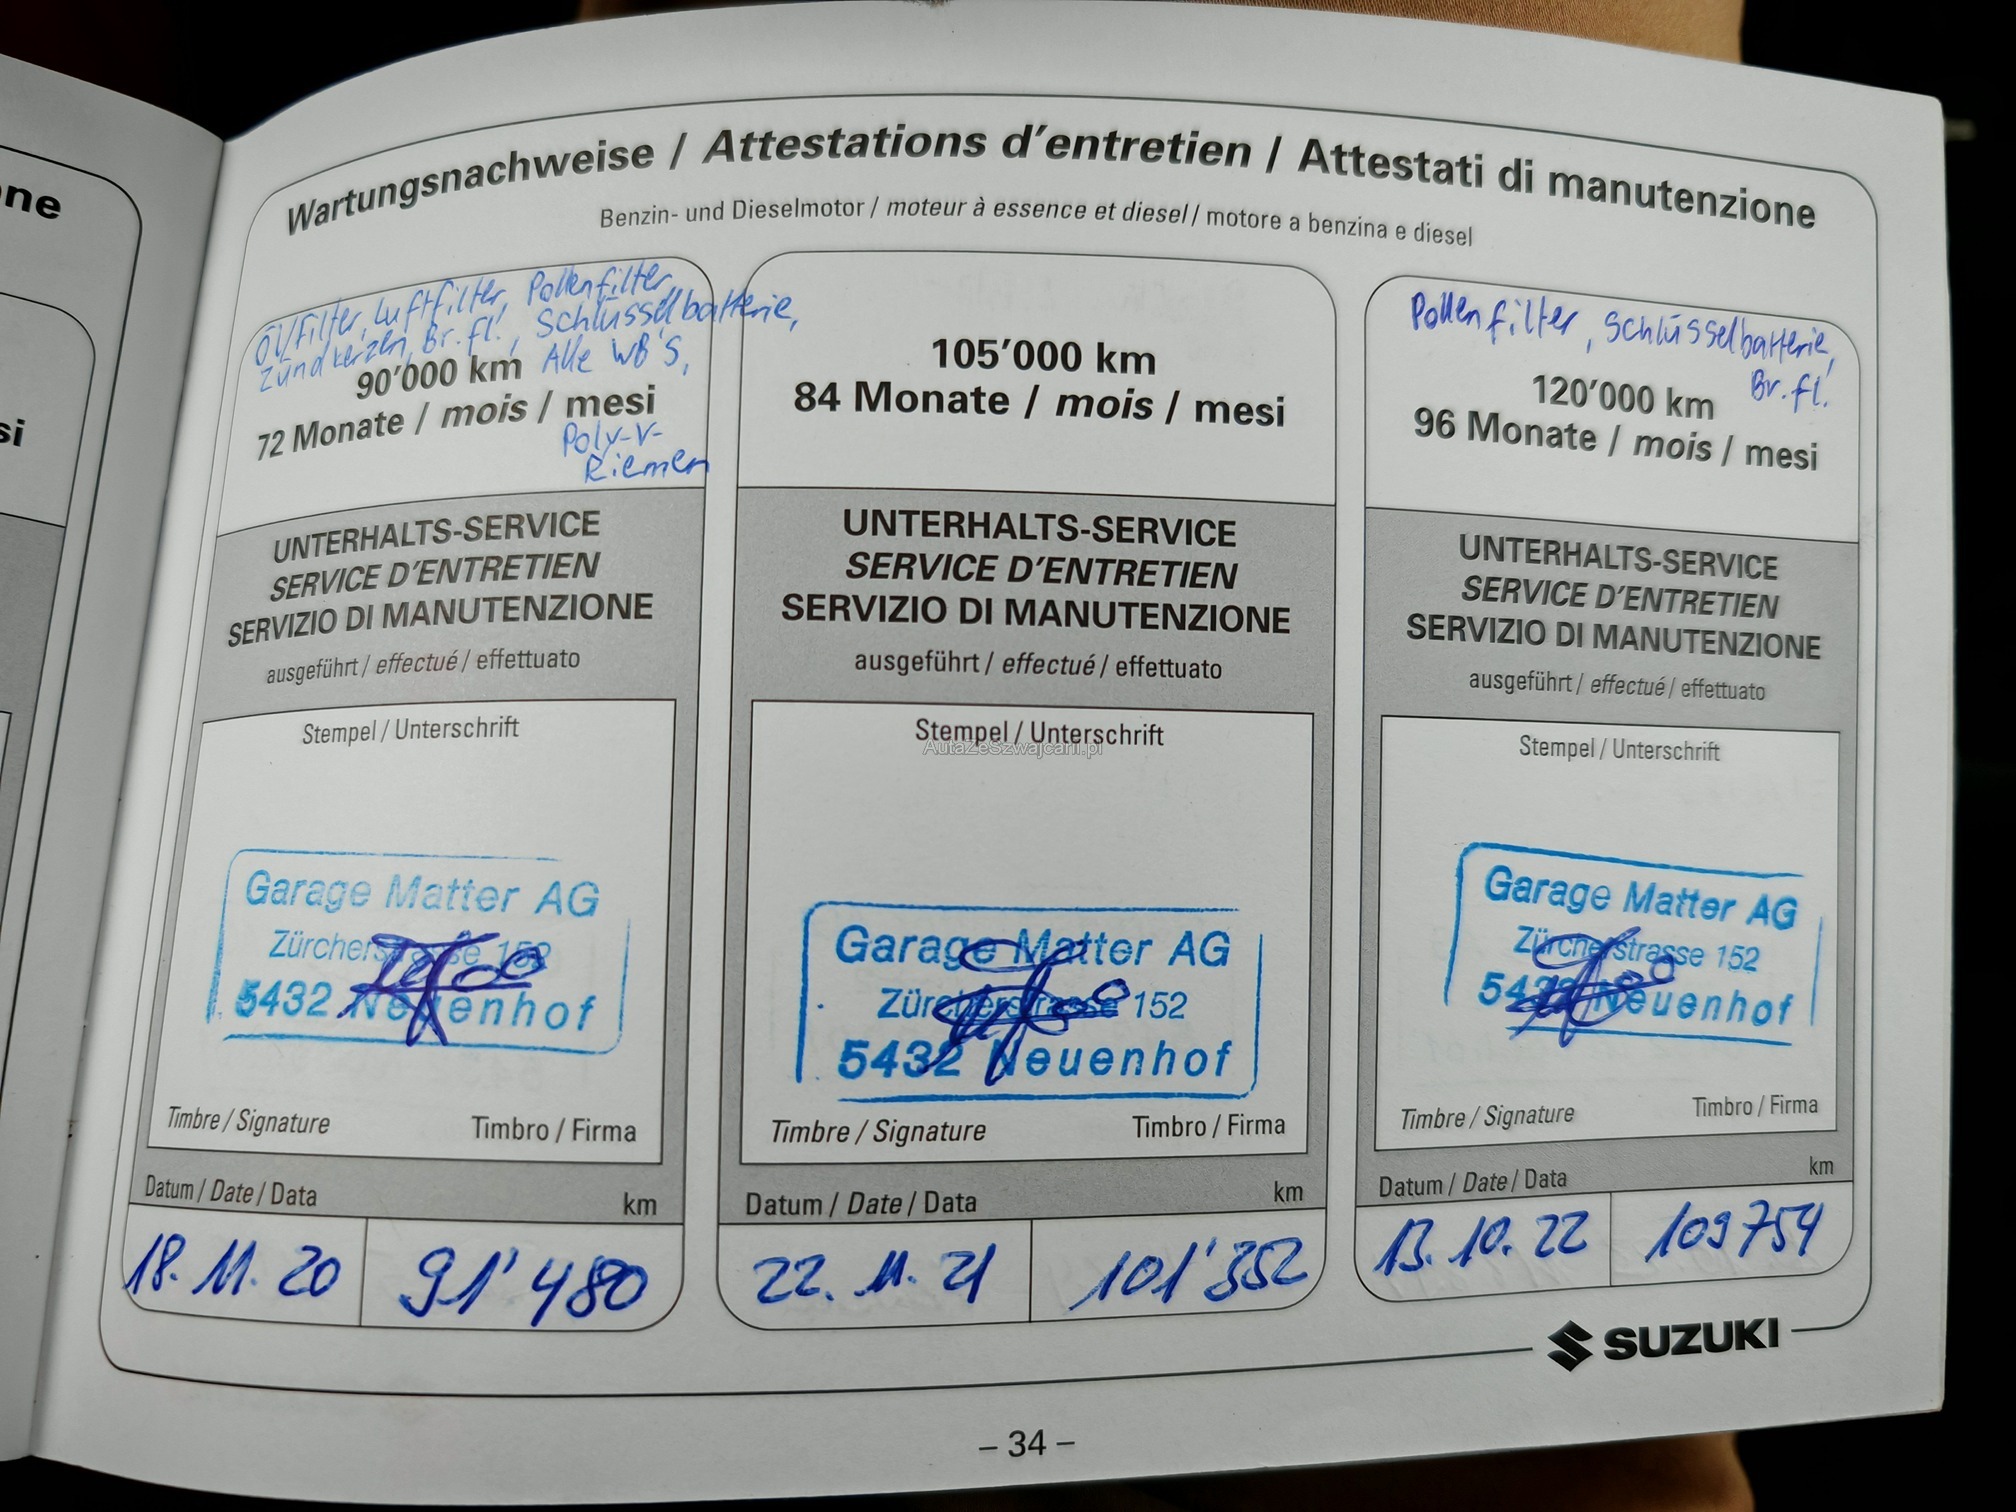 ne
si
Wartungsnachweise / Attestations d'entretien / Attestati di manutenzione
Benzin- und Dieselmotor / moteur à essence et diesel / motore a benzina e diesel
Öl/Filter, Luftfilter, Pollenfilter,
Zündkerzen, Br.fl., Schlüsselbatterie,
Alle WB'S,
90'000 km
72 Monate / mois / mesi
Poly-V-
Riemen
UNTERHALTS-SERVICE
SERVICE D'ENTRETIEN
SERVIZIO DI MANUTENZIONE
ausgeführt / effectué / effettuato
Stempel / Unterschrift
Garage Matter AG
Zürcherstrasse 152
5432 Neuenhof
Timbre / Signature Timbro / Firma
Datum / Date / Data km
18. 11. 20 91'480
105'000 km
84 Monate / mois / mesi
UNTERHALTS-SERVICE
SERVICE D'ENTRETIEN
SERVIZIO DI MANUTENZIONE
ausgeführt / effectué / effettuato
Stempel / Unterschrift
AutaZeSzwajcarii.pl
Garage Matter AG
Zürcherstrasse 152
5432 Neuenhof
Timbre / Signature Timbro / Firma
Datum / Date / Data km
22. 11. 21 101'352
Pollenfilter, Schlüsselbatterie,
Br.fl.
120'000 km
96 Monate / mois / mesi
UNTERHALTS-SERVICE
SERVICE D'ENTRETIEN
SERVIZIO DI MANUTENZIONE
ausgeführt / effectué / effettuato
Stempel / Unterschrift
Garage Matter AG
Zürcherstrasse 152
5432 Neuenhof
Timbre / Signature Timbro / Firma
Datum / Date / Data km
13. 10. 22 109754
SUZUKI
– 34 –